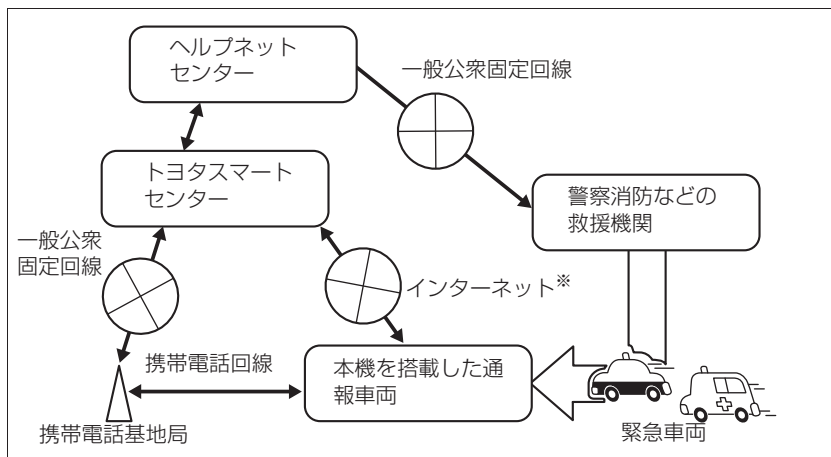 ヘルプネット
センター
一般公衆固定回線
トヨタスマート
センター
警察消防などの
救援機関
一般公衆
固定回線
インターネット※
携帯電話回線
本機を搭載した通
報車両
携帯電話基地局
緊急車両